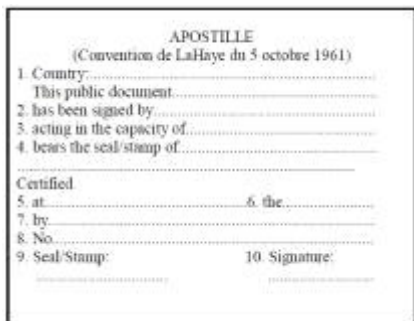 APOSTILLE
(Convention de LaHaye du 5 octobre 1961)
1. Country:
This public document
2. has been signed by
3. acting in the capacity of
4. bears the seal/stamp of
Certified
5. at 6. the
7. by
8. No.
9. Seal/Stamp: 10. Signature: